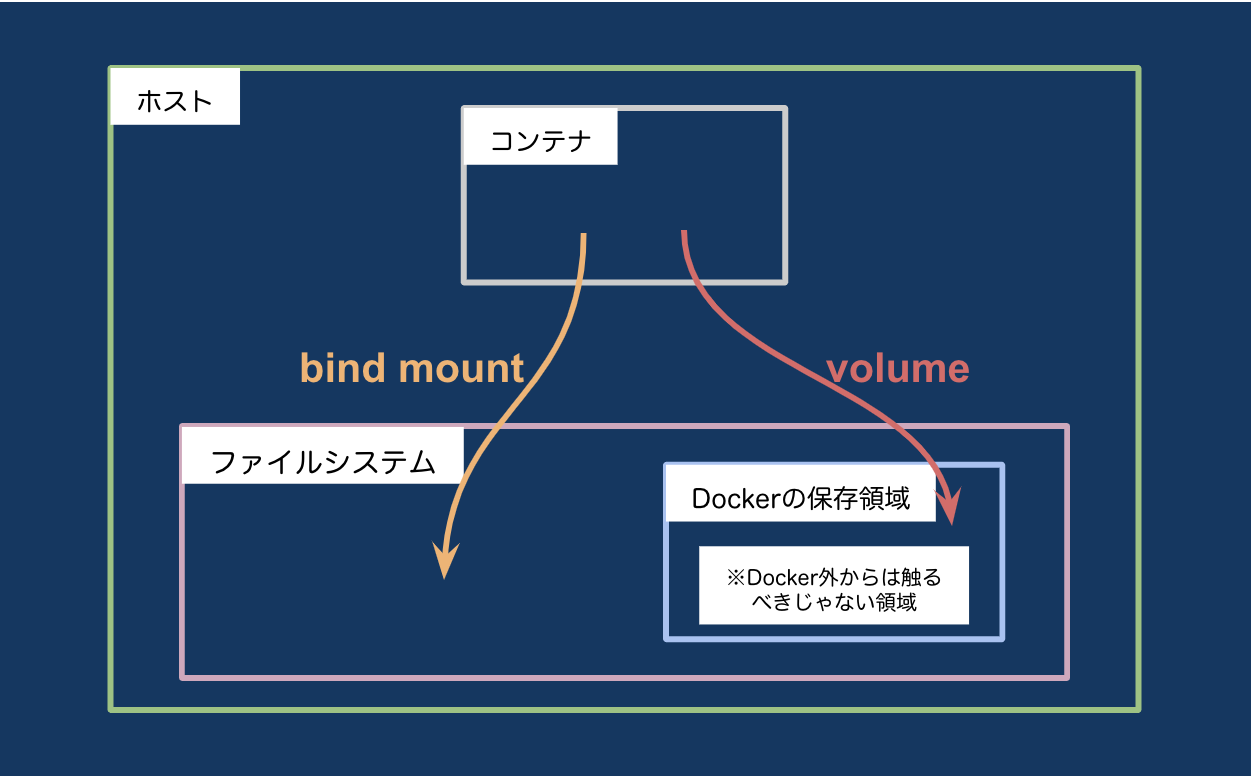 ホスト
コンテナ
bind mount
volume
ファイルシステム
Dockerの保存領域
※Docker外からは触る
べきじゃない領域